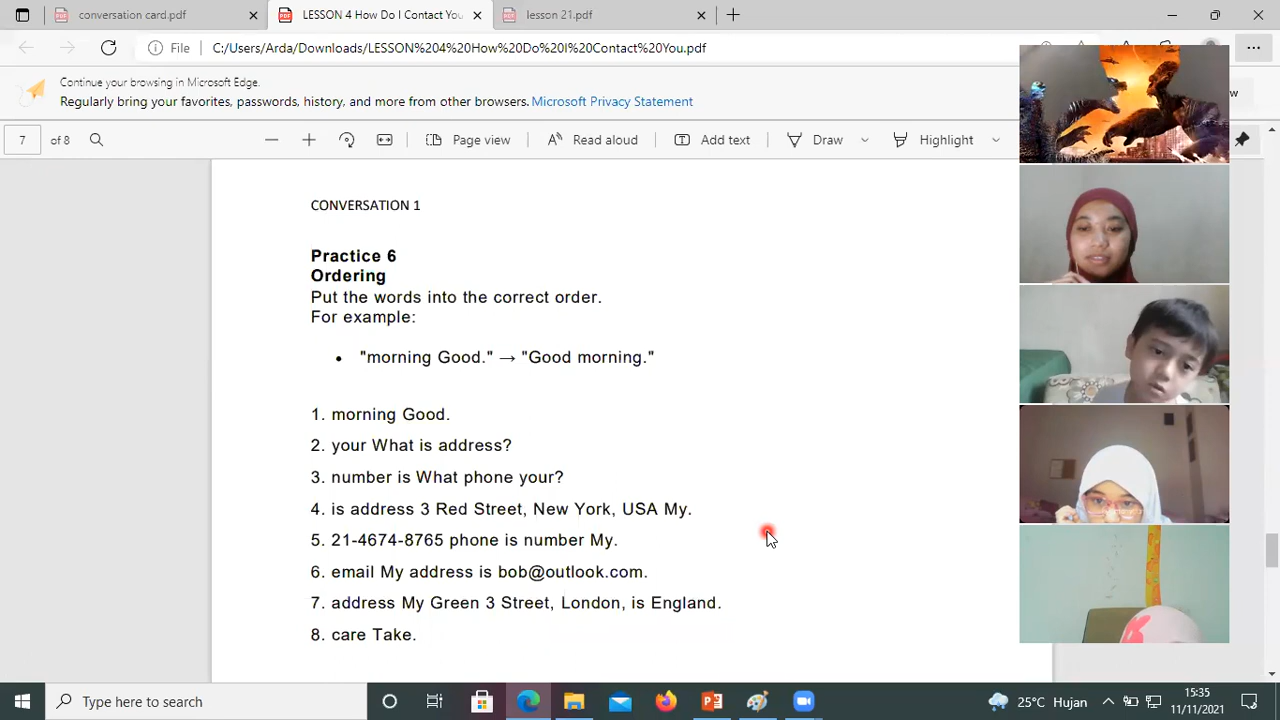 conversation card.pdf
LESSON 4 How Do I Contact You
lesson 21.pdf
File
C:/Users/Arda/Downloads/LESSON%204%20How%20Do%20I%20Contact%20You.pdf
Continue your browsing in Microsoft Edge.
Regularly bring your favorites, passwords, history, and more from other browsers. Microsoft Privacy Statement
7 of 8 Page view Read aloud Add text Draw Highlight
CONVERSATION 1
Practice 6
Ordering
Put the words into the correct order.
For example:
• "morning Good." → "Good morning."
1. morning Good.
2. your What is address?
3. number is What phone your?
4. is address 3 Red Street, New York, USA My.
5. 21-4674-8765 phone is number My.
6. email My address is bob@outlook.com.
7. address My Green 3 Street, London, is England.
8. care Take.
Type here to search
25°C Hujan
15:35
11/11/2021